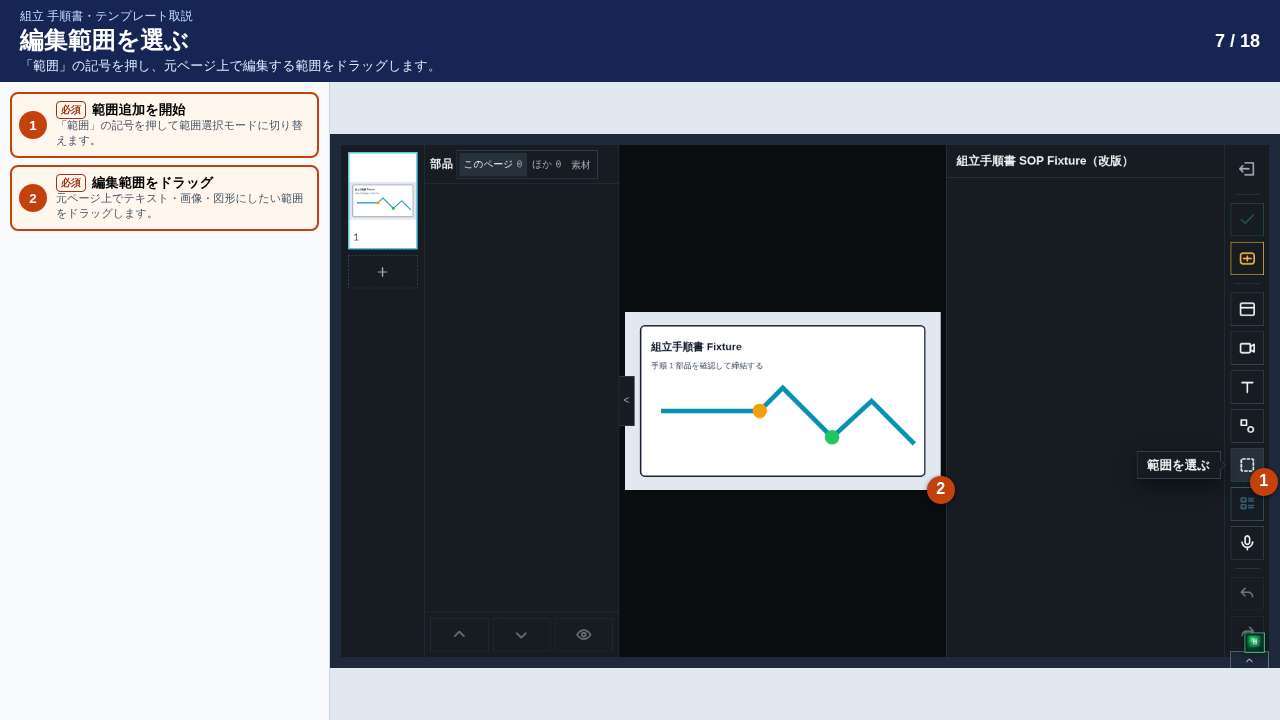 組立 手順書・テンプレート取説
編集範囲を選ぶ
「範囲」の記号を押し、元ページ上で編集する範囲をドラッグします。
7 / 18
1
必須 範囲追加を開始
「範囲」の記号を押して範囲選択モードに切り替えます。
2
必須 編集範囲をドラッグ
元ページ上でテキスト・画像・図形にしたい範囲をドラッグします。
1
+
部品 このページ 0 ほか 0 素材
<
組立手順書 Fixture
手順 1 部品を確認して締結する
2
組立手順書 SOP Fixture（改版）
範囲を選ぶ
1